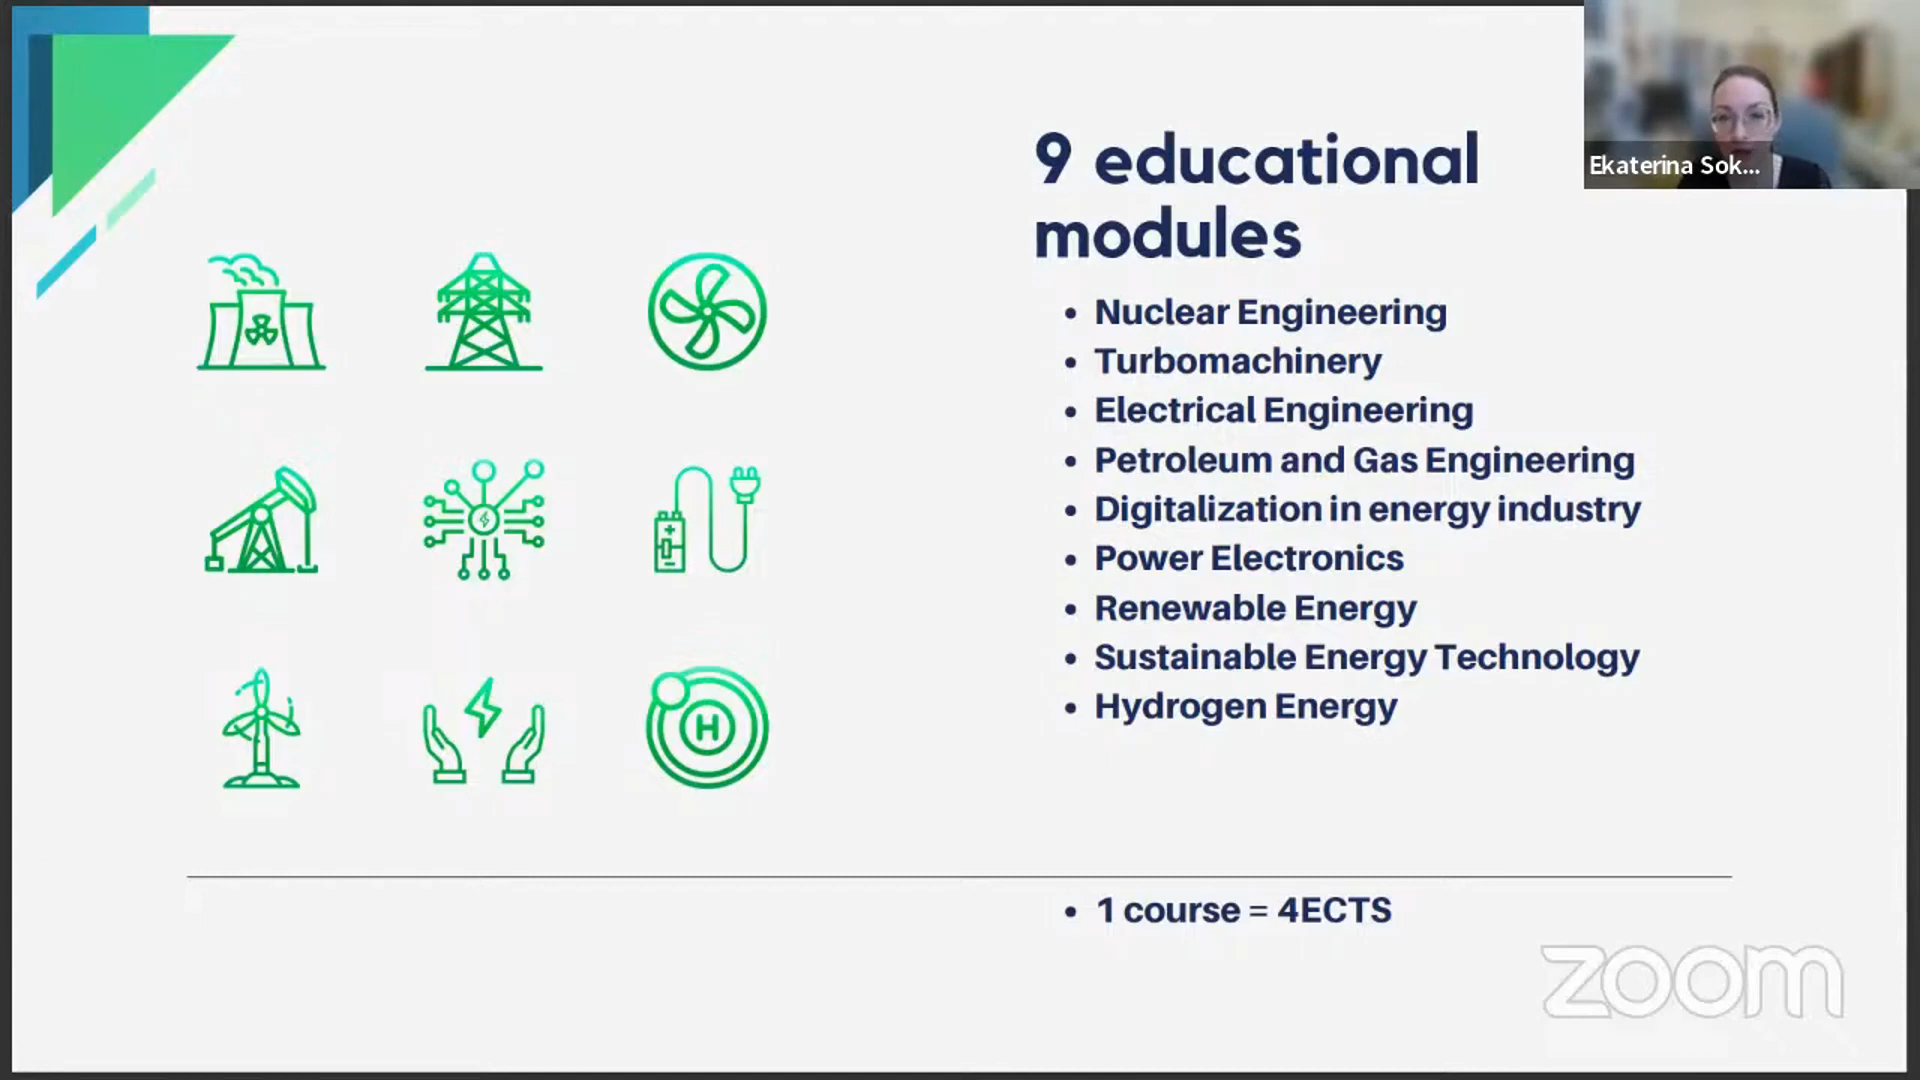 9 educational
modules
Ekaterina Sok...
• Nuclear Engineering
• Turbomachinery
• Electrical Engineering
• Petroleum and Gas Engineering
• Digitalization in energy industry
• Power Electronics
• Renewable Energy
• Sustainable Energy Technology
• Hydrogen Energy
H
• 1 course = 4ECTS
zoom